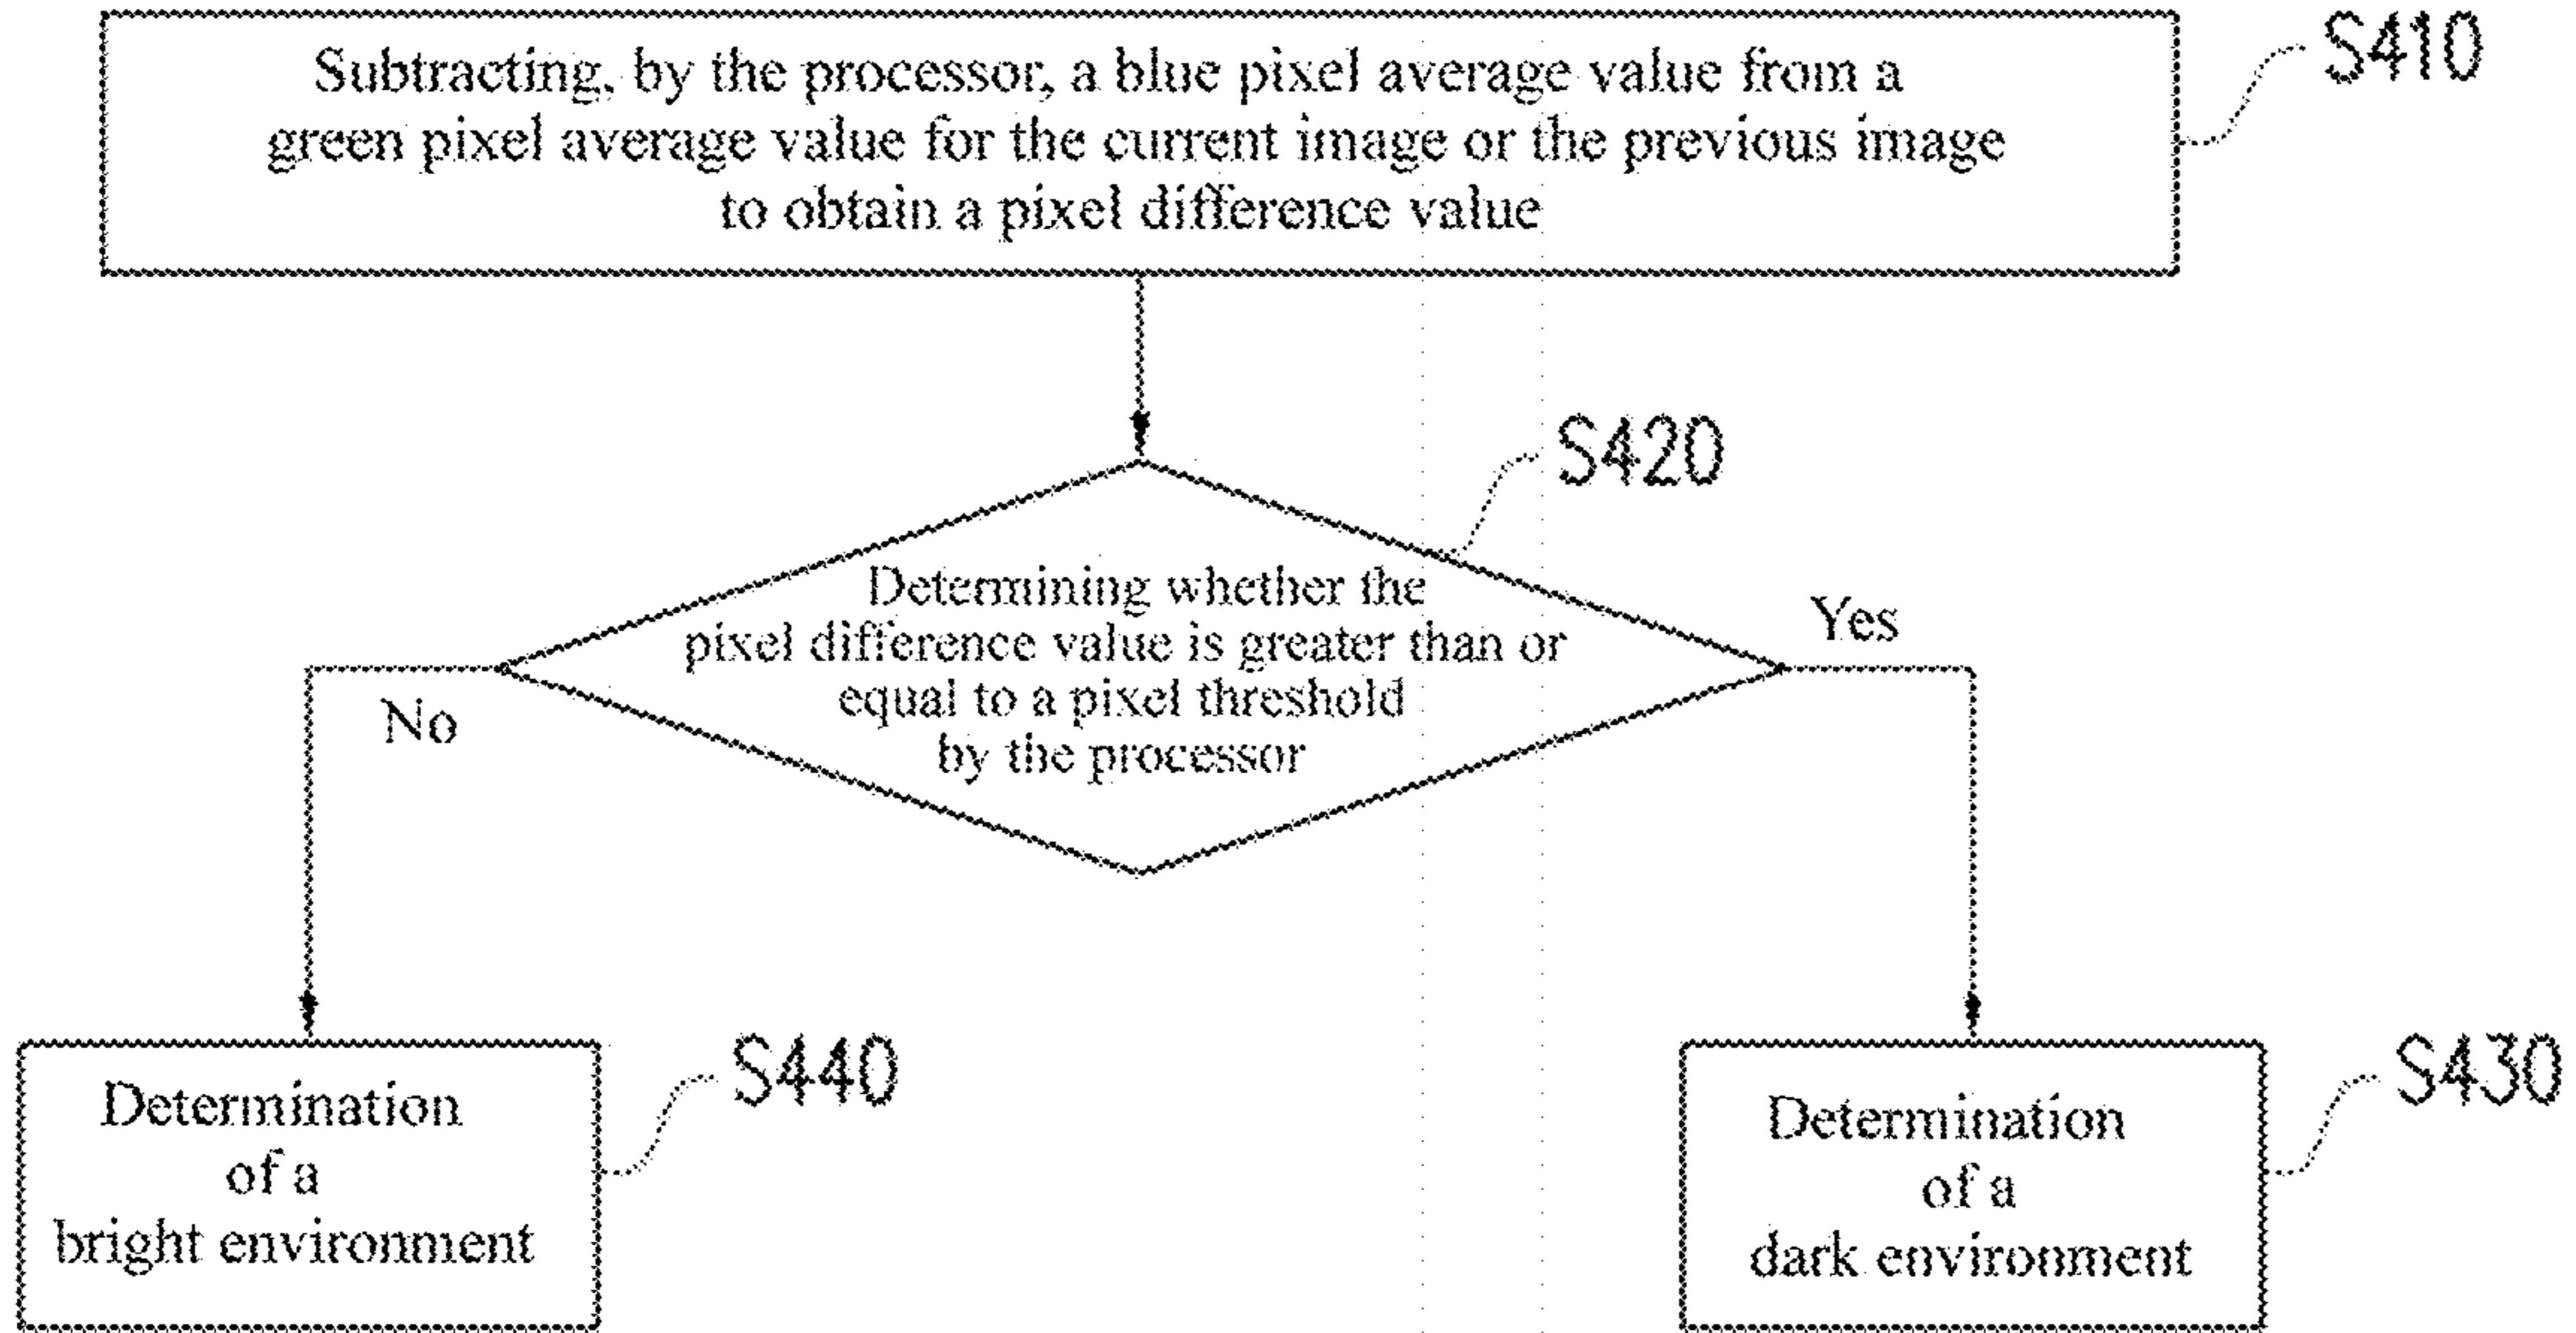 Subtracting, by the processor, a blue pixel average value from a
green pixel average value for the current image or the previous image
to obtain a pixel difference value
S410
S420
Determining whether the
pixel difference value is greater than or
equal to a pixel threshold
by the processor
Yes
No
Determination
of a
bright environment
S440
Determination
of a
dark environment
S430